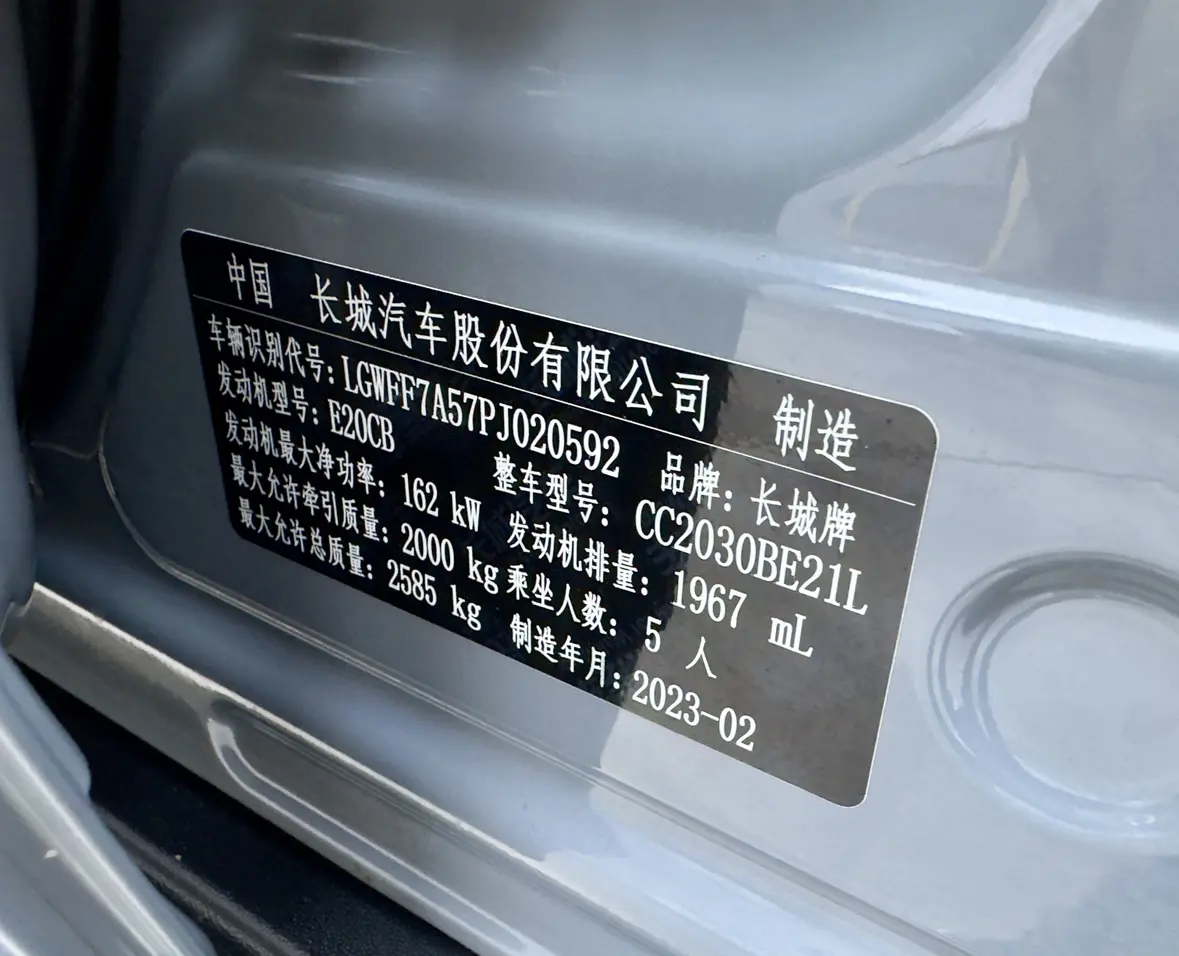 中国 长城汽车股份有限公司 制造
车辆识别代号：LGWFF7A57PJ020592 品牌：长城牌
发动机型号：E20CB 整车型号：CC2030BE21L
发动机最大净功率：162 kW 发动机排量：1967 mL
最大允许牵引质量：2000 kg 乘坐人数：5 人
最大允许总质量：2585 kg 制造年月：2023-02